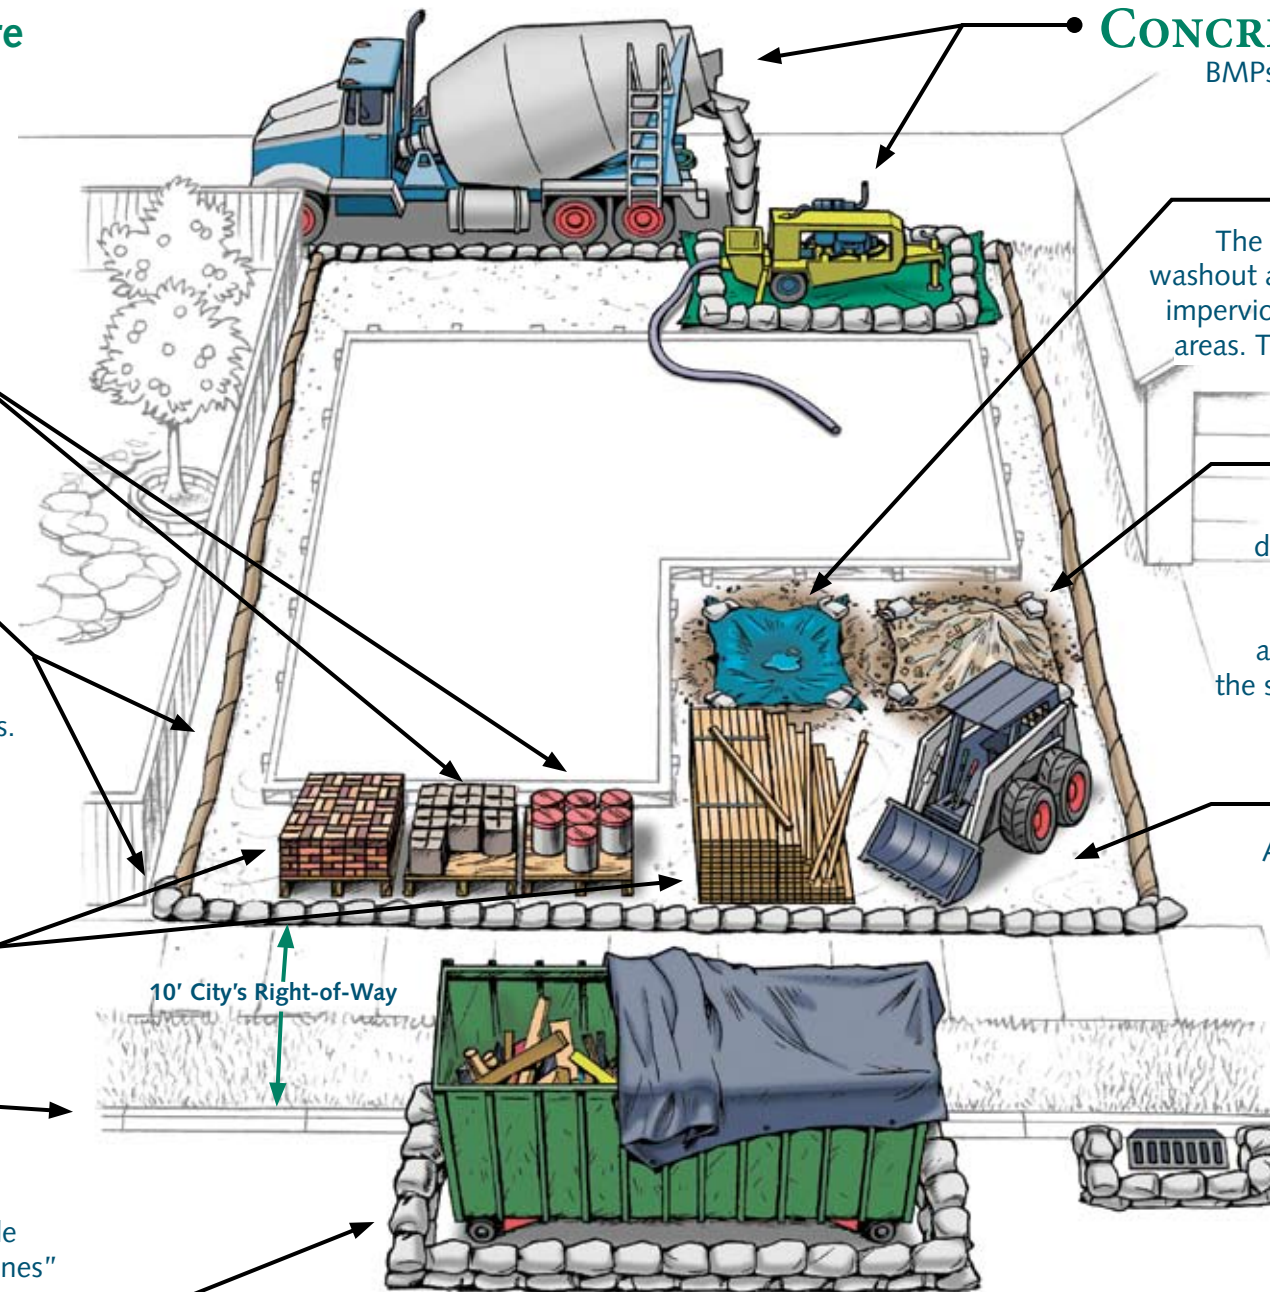 re
CONCR
BMPs
The
washout a
impervio
areas. T
d
a
the s
s.
A
10' City's Right-of-Way
le
nes"